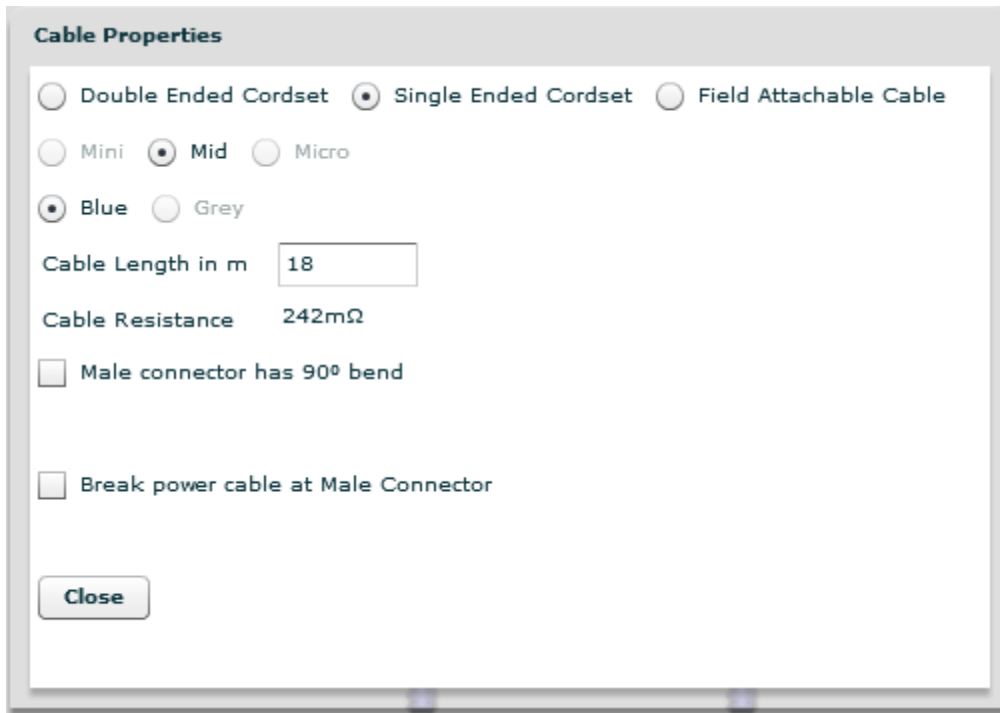 Cable Properties
Double Ended Cordset Single Ended Cordset Field Attachable Cable
Mini Mid Micro
Blue Grey
Cable Length in m 18
Cable Resistance 242mΩ
Male connector has 90º bend
Break power cable at Male Connector
Close